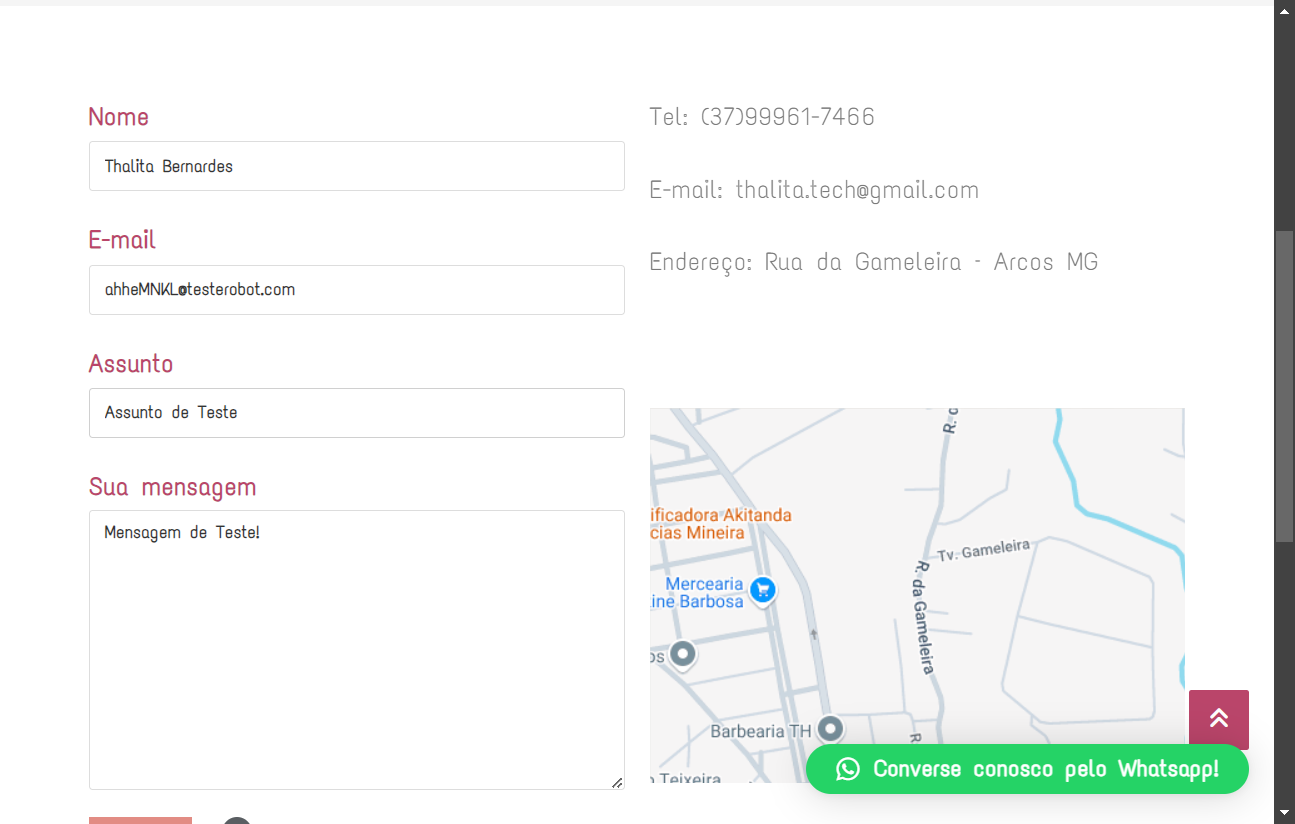 Nome
Thalita Bernardes
E-mail
ahheMNKL@testerobot.com
Assunto
Assunto de Teste
Sua mensagem
Mensagem de Teste!
Tel: (37)99961-7466
E-mail: thalita.tech@gmail.com
Endereço: Rua da Gameleira - Arcos MG
R. d
ificadora Akitanda
cias Mineira
Tv. Gameleira
R. da Gameleira
Mercearia
ine Barbosa
os
Barbearia TH
R
Teixeira
Converse conosco pelo Whatsapp!